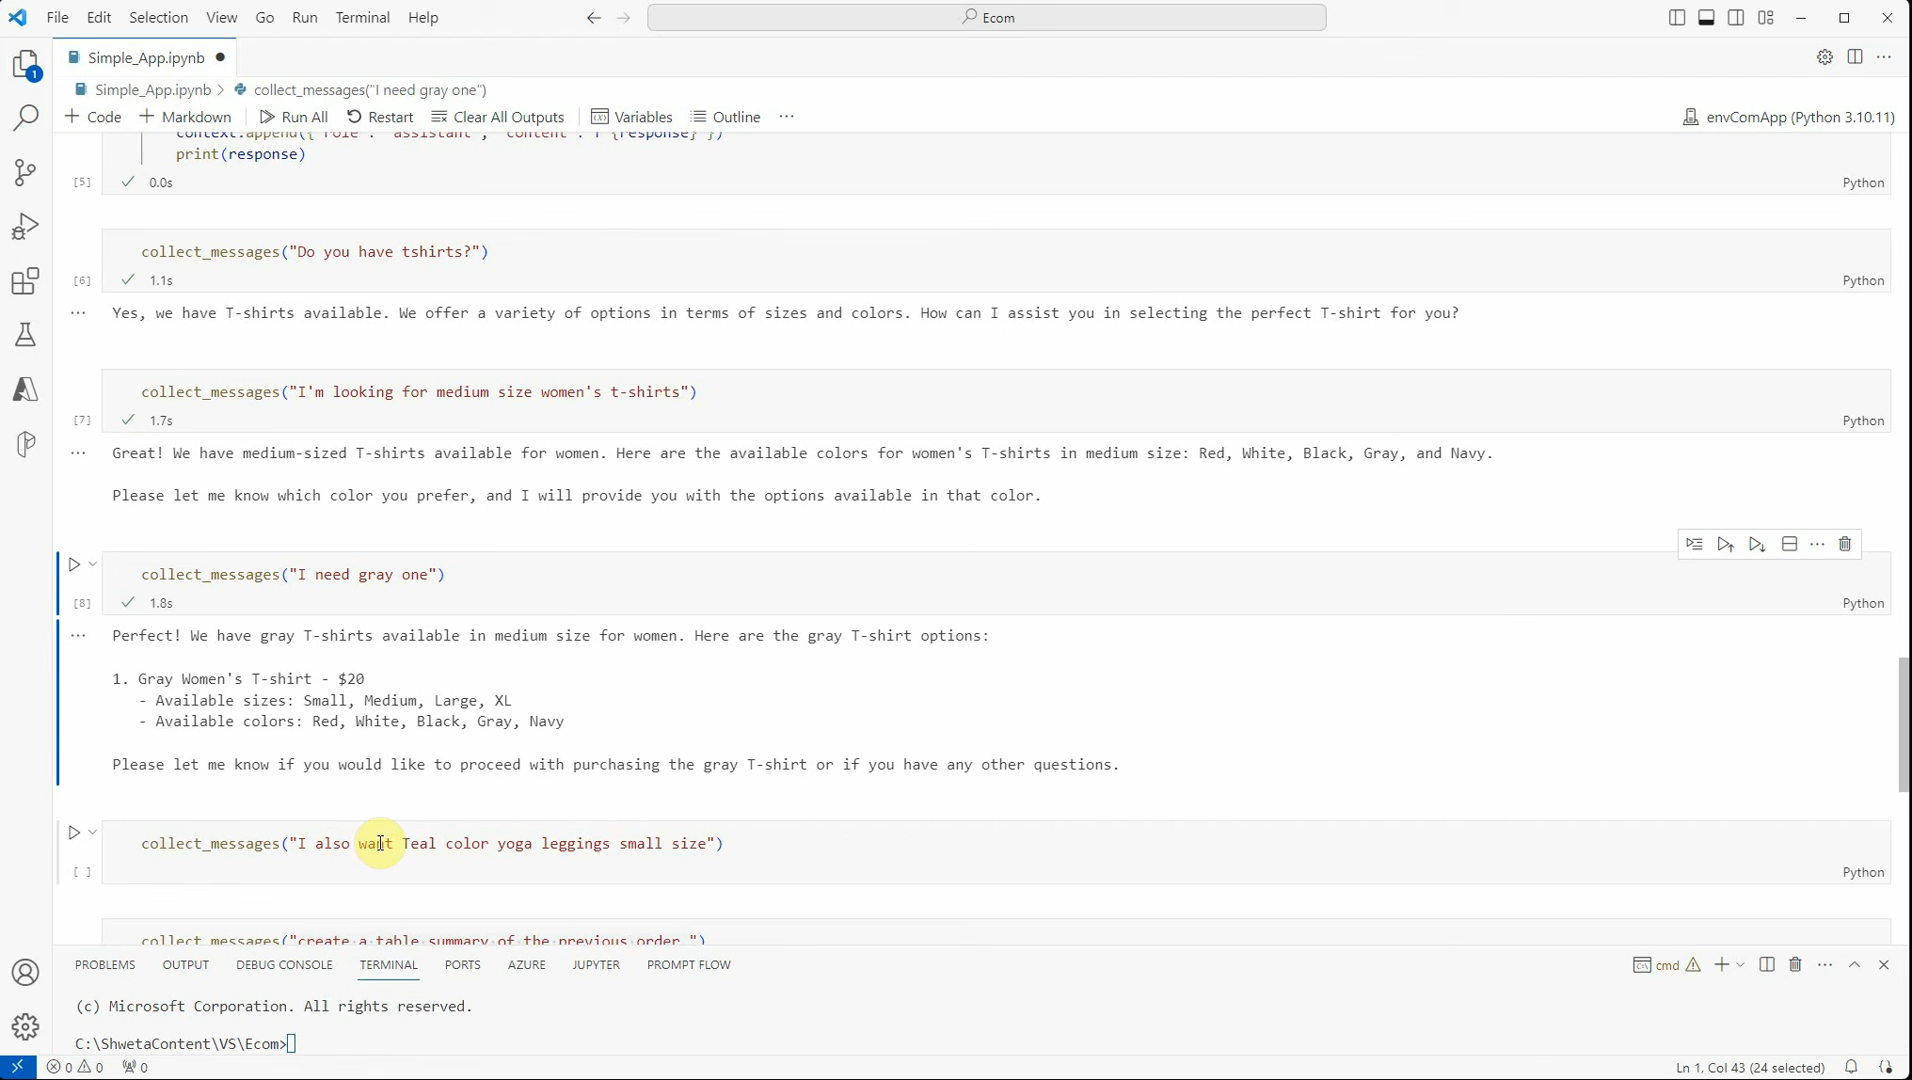 File Edit Selection View Go Run Terminal Help
Ecom
Simple_App.ipynb
Simple_App.ipynb > collect_messages("I need gray one")
+ Code + Markdown Run All Restart Clear All Outputs Variables Outline ...
envComApp (Python 3.10.11)
context.append({'role': 'assistant', 'content': f"{response}"})
print(response)
[5] 0.0s Python
collect_messages("Do you have tshirts?")
[6] 1.1s Python
... Yes, we have T-shirts available. We offer a variety of options in terms of sizes and colors. How can I assist you in selecting the perfect T-shirt for you?
collect_messages("I'm looking for medium size women's t-shirts")
[7] 1.7s Python
... Great! We have medium-sized T-shirts available for women. Here are the available colors for women's T-shirts in medium size: Red, White, Black, Gray, and Navy.
Please let me know which color you prefer, and I will provide you with the options available in that color.
collect_messages("I need gray one")
[8] 1.8s Python
... Perfect! We have gray T-shirts available in medium size for women. Here are the gray T-shirt options:
1. Gray Women's T-shirt - $20
- Available sizes: Small, Medium, Large, XL
- Available colors: Red, White, Black, Gray, Navy
Please let me know if you would like to proceed with purchasing the gray T-shirt or if you have any other questions.
collect_messages("I also want Teal color yoga leggings small size")
[ ] Python
collect_messages("create a table summary of the previous order.")
PROBLEMS OUTPUT DEBUG CONSOLE TERMINAL PORTS AZURE JUPYTER PROMPT FLOW
cmd
(c) Microsoft Corporation. All rights reserved.
C:\ShwetaContent\VS\Ecom>
0 0 0
Ln 1, Col 43 (24 selected)